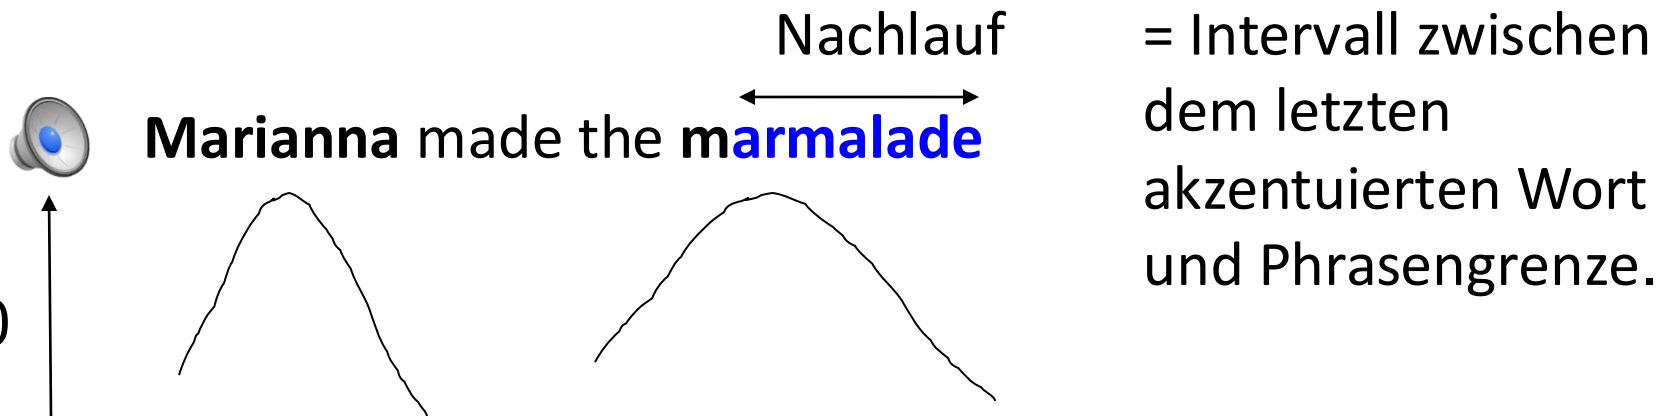 Nachlauf
= Intervall zwischen
dem letzten
akzentuierten Wort
und Phrasengrenze.
Marianna made the marmalade